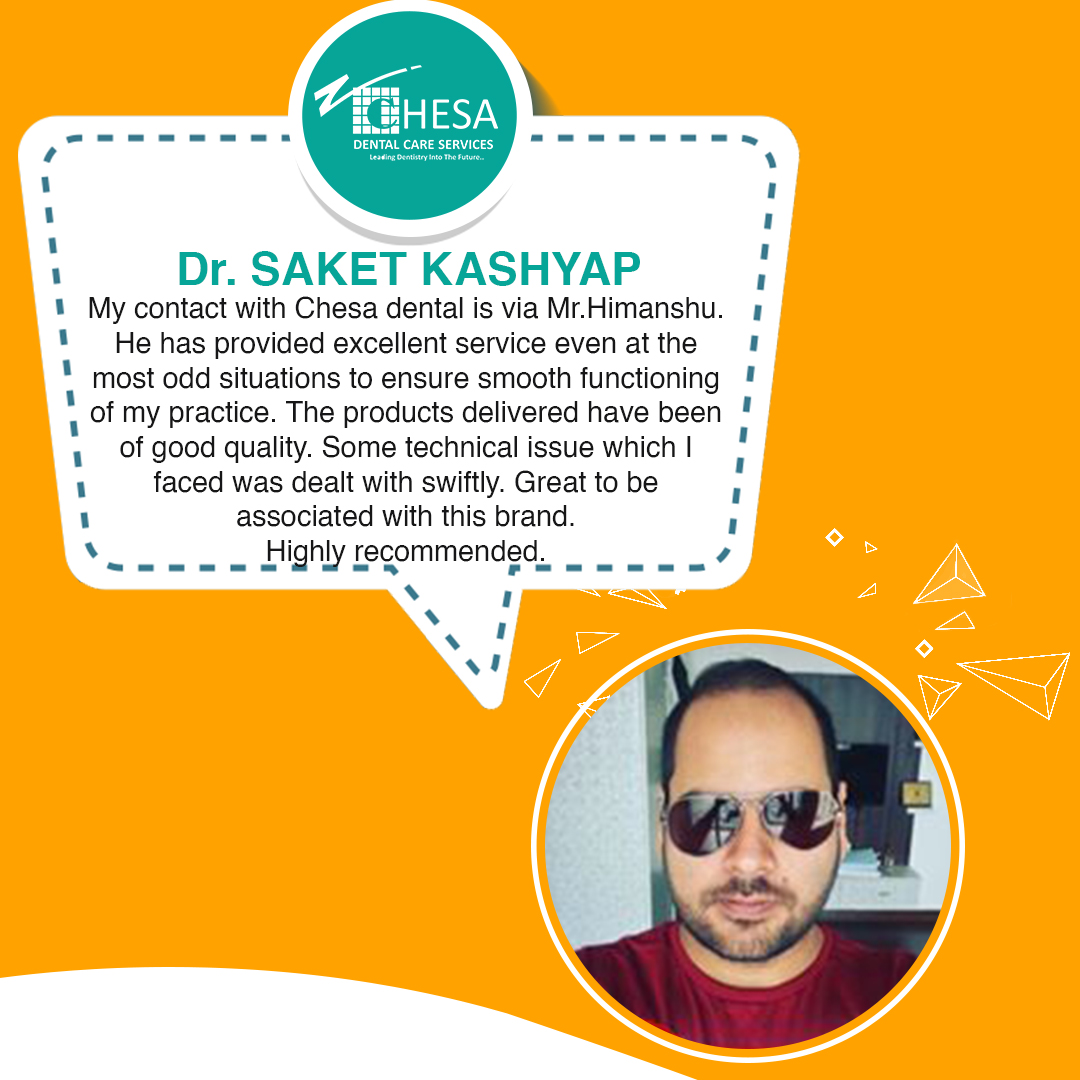 CHESA
DENTAL CARE SERVICES
Leading Dentistry Into The Future..
Dr. SAKET KASHYAP
My contact with Chesa dental is via Mr.Himanshu.
He has provided excellent service even at the
most odd situations to ensure smooth functioning
of my practice. The products delivered have been
of good quality. Some technical issue which I
faced was dealt with swiftly. Great to be
associated with this brand.
Highly recommended.